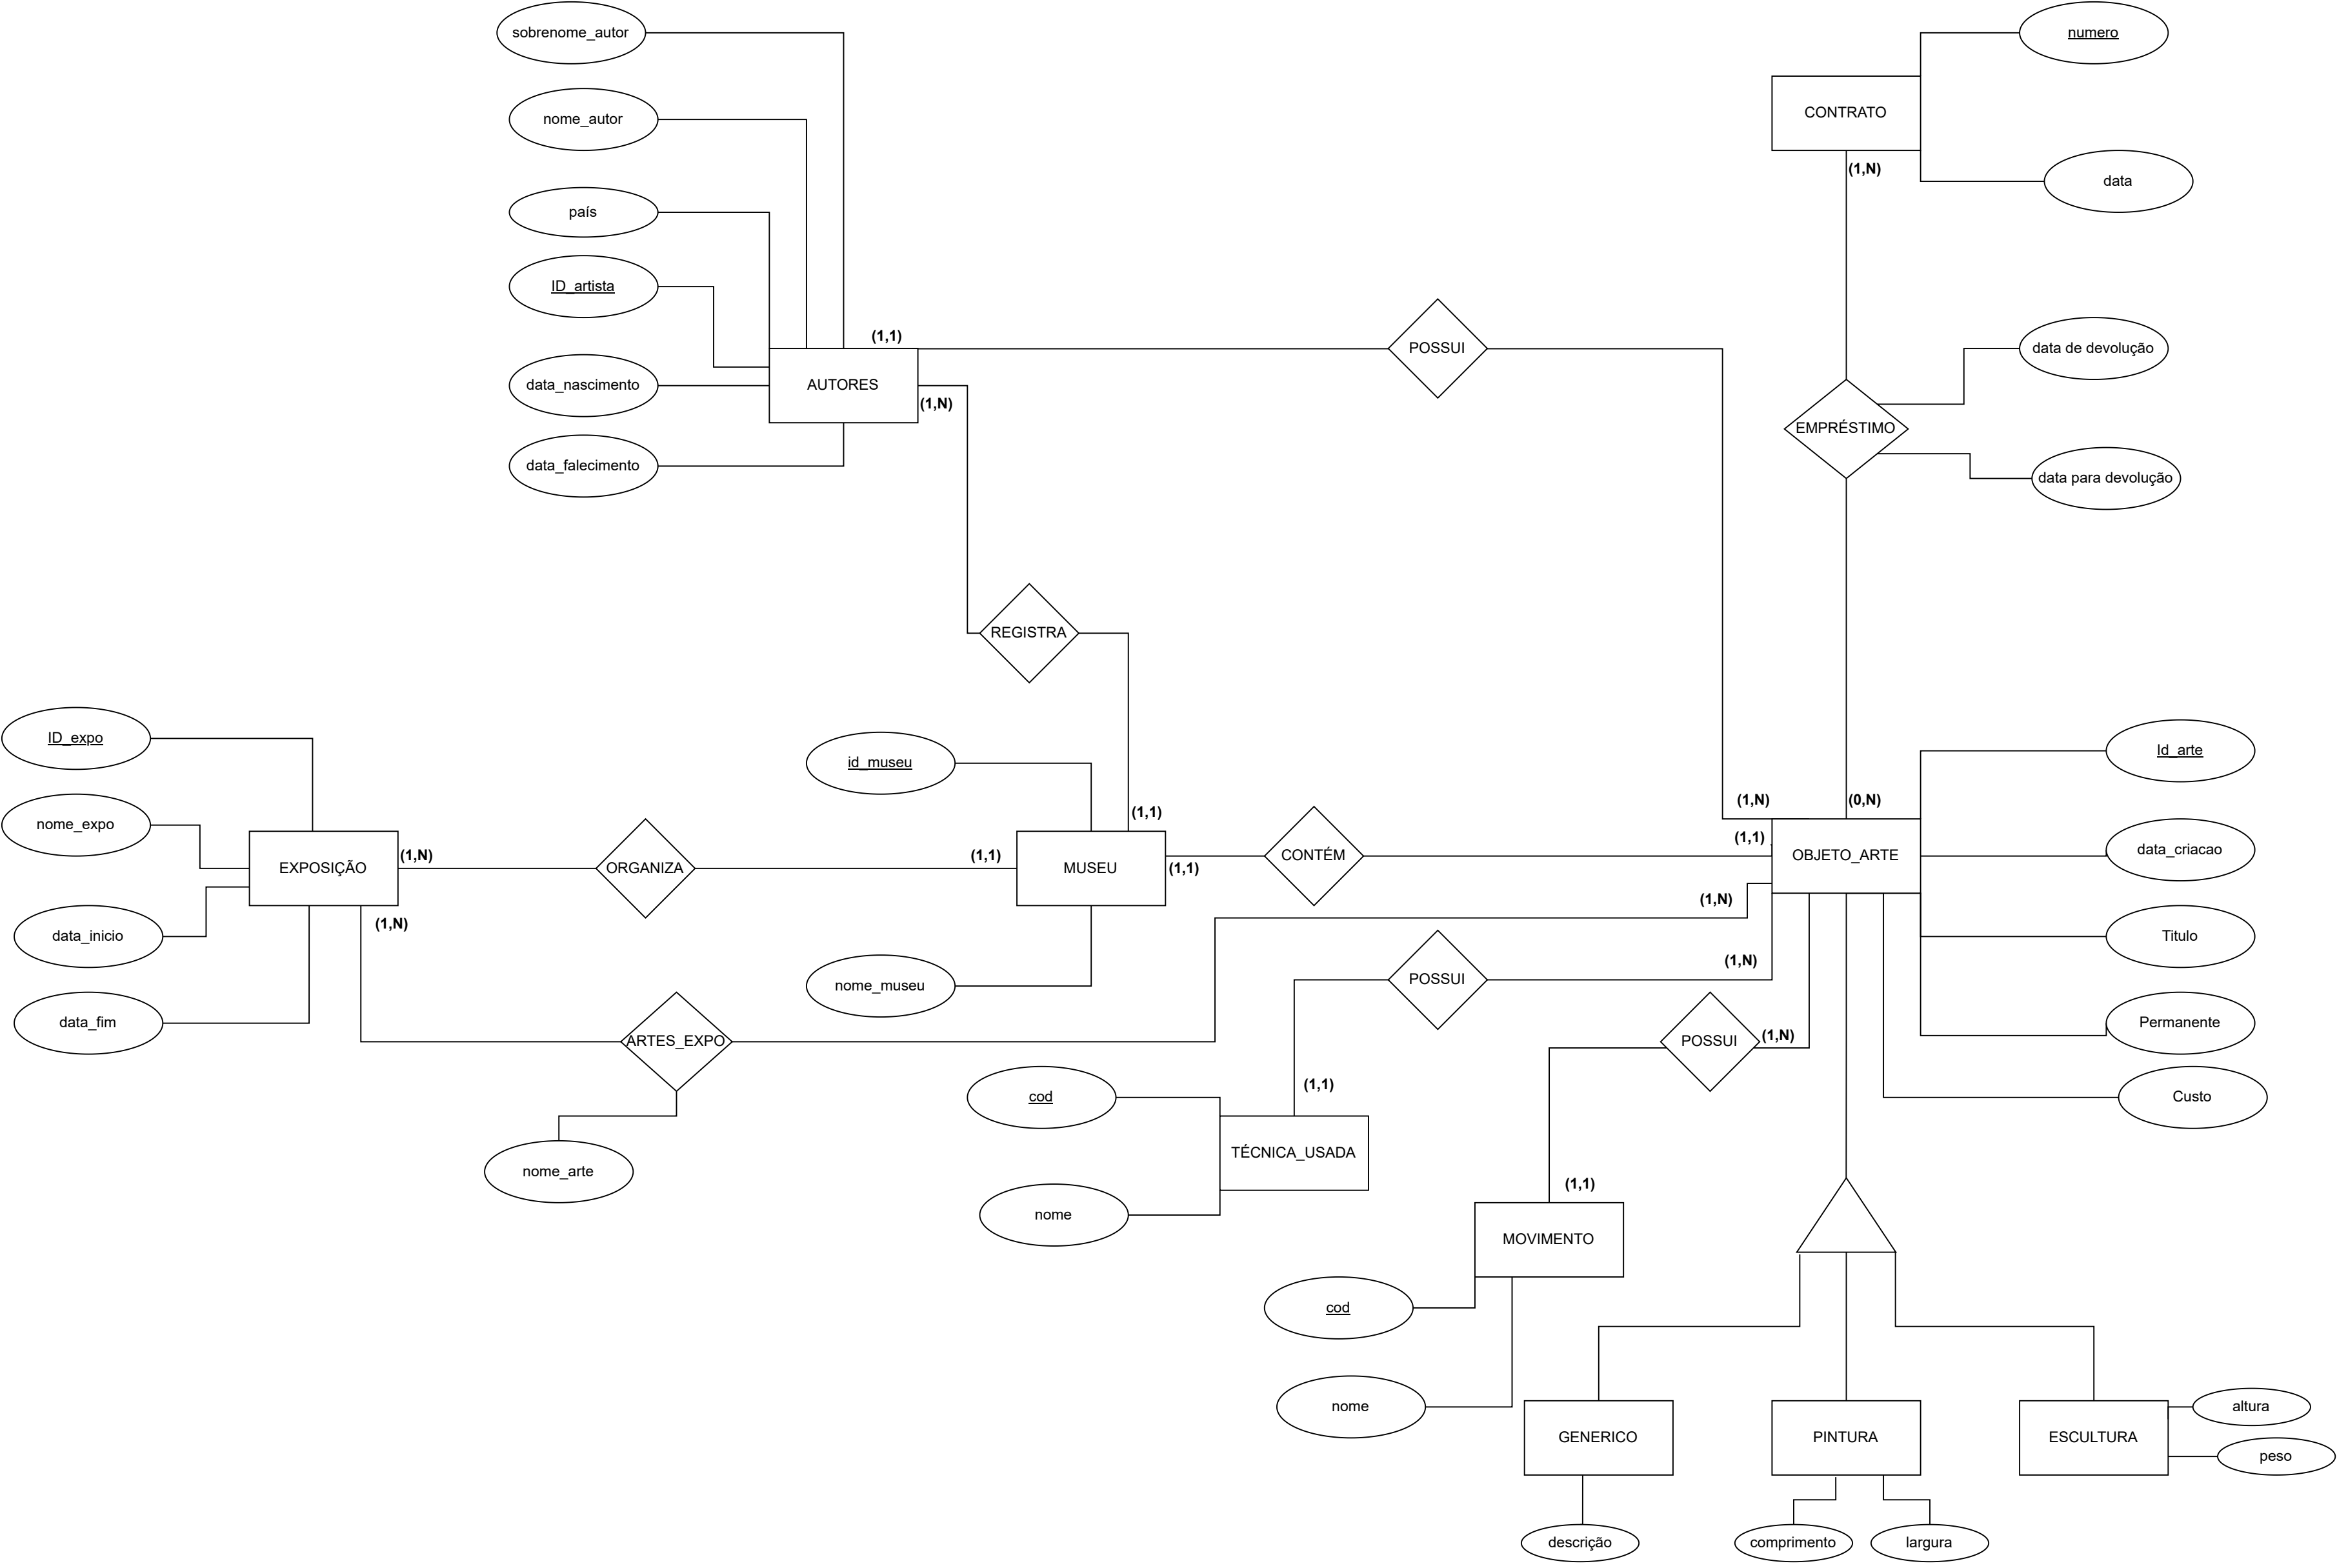 sobrenome_autor
numero
nome_autor
CONTRATO
(1,N)
data
país
ID_artista
(1,1)
POSSUI
data de devolução
AUTORES
data_nascimento
(1,N)
EMPRÉSTIMO
data_falecimento
data para devolução
REGISTRA
ID_expo
id_museu
Id_arte
(1,N)
(0,N)
(1,1)
nome_expo
(1,1)
data_criacao
EXPOSIÇÃO
(1,N)
ORGANIZA
(1,1)
MUSEU
(1,1)
CONTÉM
OBJETO_ARTE
(1,N)
(1,N)
data_inicio
Titulo
(1,N)
nome_museu
POSSUI
data_fim
ARTES_EXPO
POSSUI
(1,N)
Permanente
(1,1)
cod
Custo
nome_arte
TÉCNICA_USADA
(1,1)
nome
MOVIMENTO
cod
nome
GENERICO
PINTURA
ESCULTURA
altura
peso
descrição
comprimento
largura